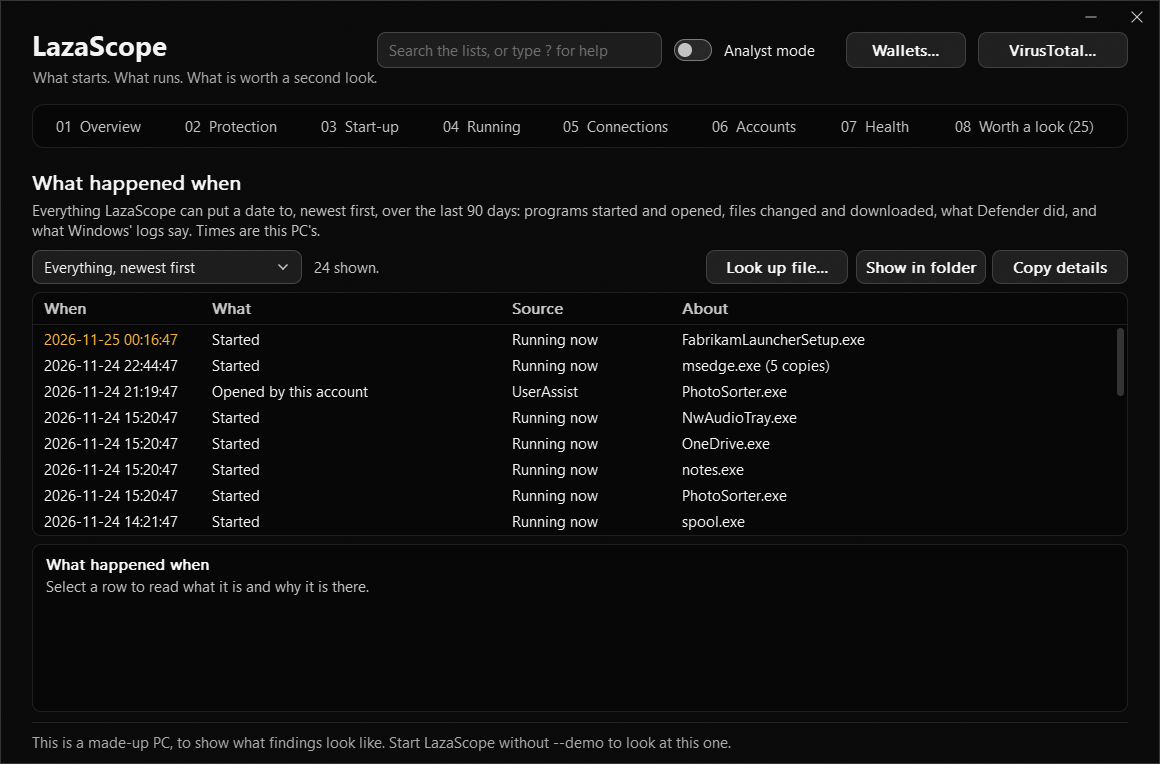 LazaScope
What starts. What runs. What is worth a second look.
Search the lists, or type ? for help
Analyst mode
Wallets...
VirusTotal...
01 Overview
02 Protection
03 Start-up
04 Running
05 Connections
06 Accounts
07 Health
08 Worth a look (25)
What happened when
Everything LazaScope can put a date to, newest first, over the last 90 days: programs started and opened, files changed and downloaded, what Defender did, and
what Windows' logs say. Times are this PC's.
Everything, newest first
24 shown.
Look up file...
Show in folder
Copy details
When What Source About
2026-11-25 00:16:47 Started Running now FabrikamLauncherSetup.exe
2026-11-24 22:44:47 Started Running now msedge.exe (5 copies)
2026-11-24 21:19:47 Opened by this account UserAssist PhotoSorter.exe
2026-11-24 15:20:47 Started Running now NwAudioTray.exe
2026-11-24 15:20:47 Started Running now OneDrive.exe
2026-11-24 15:20:47 Started Running now notes.exe
2026-11-24 15:20:47 Started Running now PhotoSorter.exe
2026-11-24 14:21:47 Started Running now spool.exe
What happened when
Select a row to read what it is and why it is there.
This is a made-up PC, to show what findings look like. Start LazaScope without --demo to look at this one.